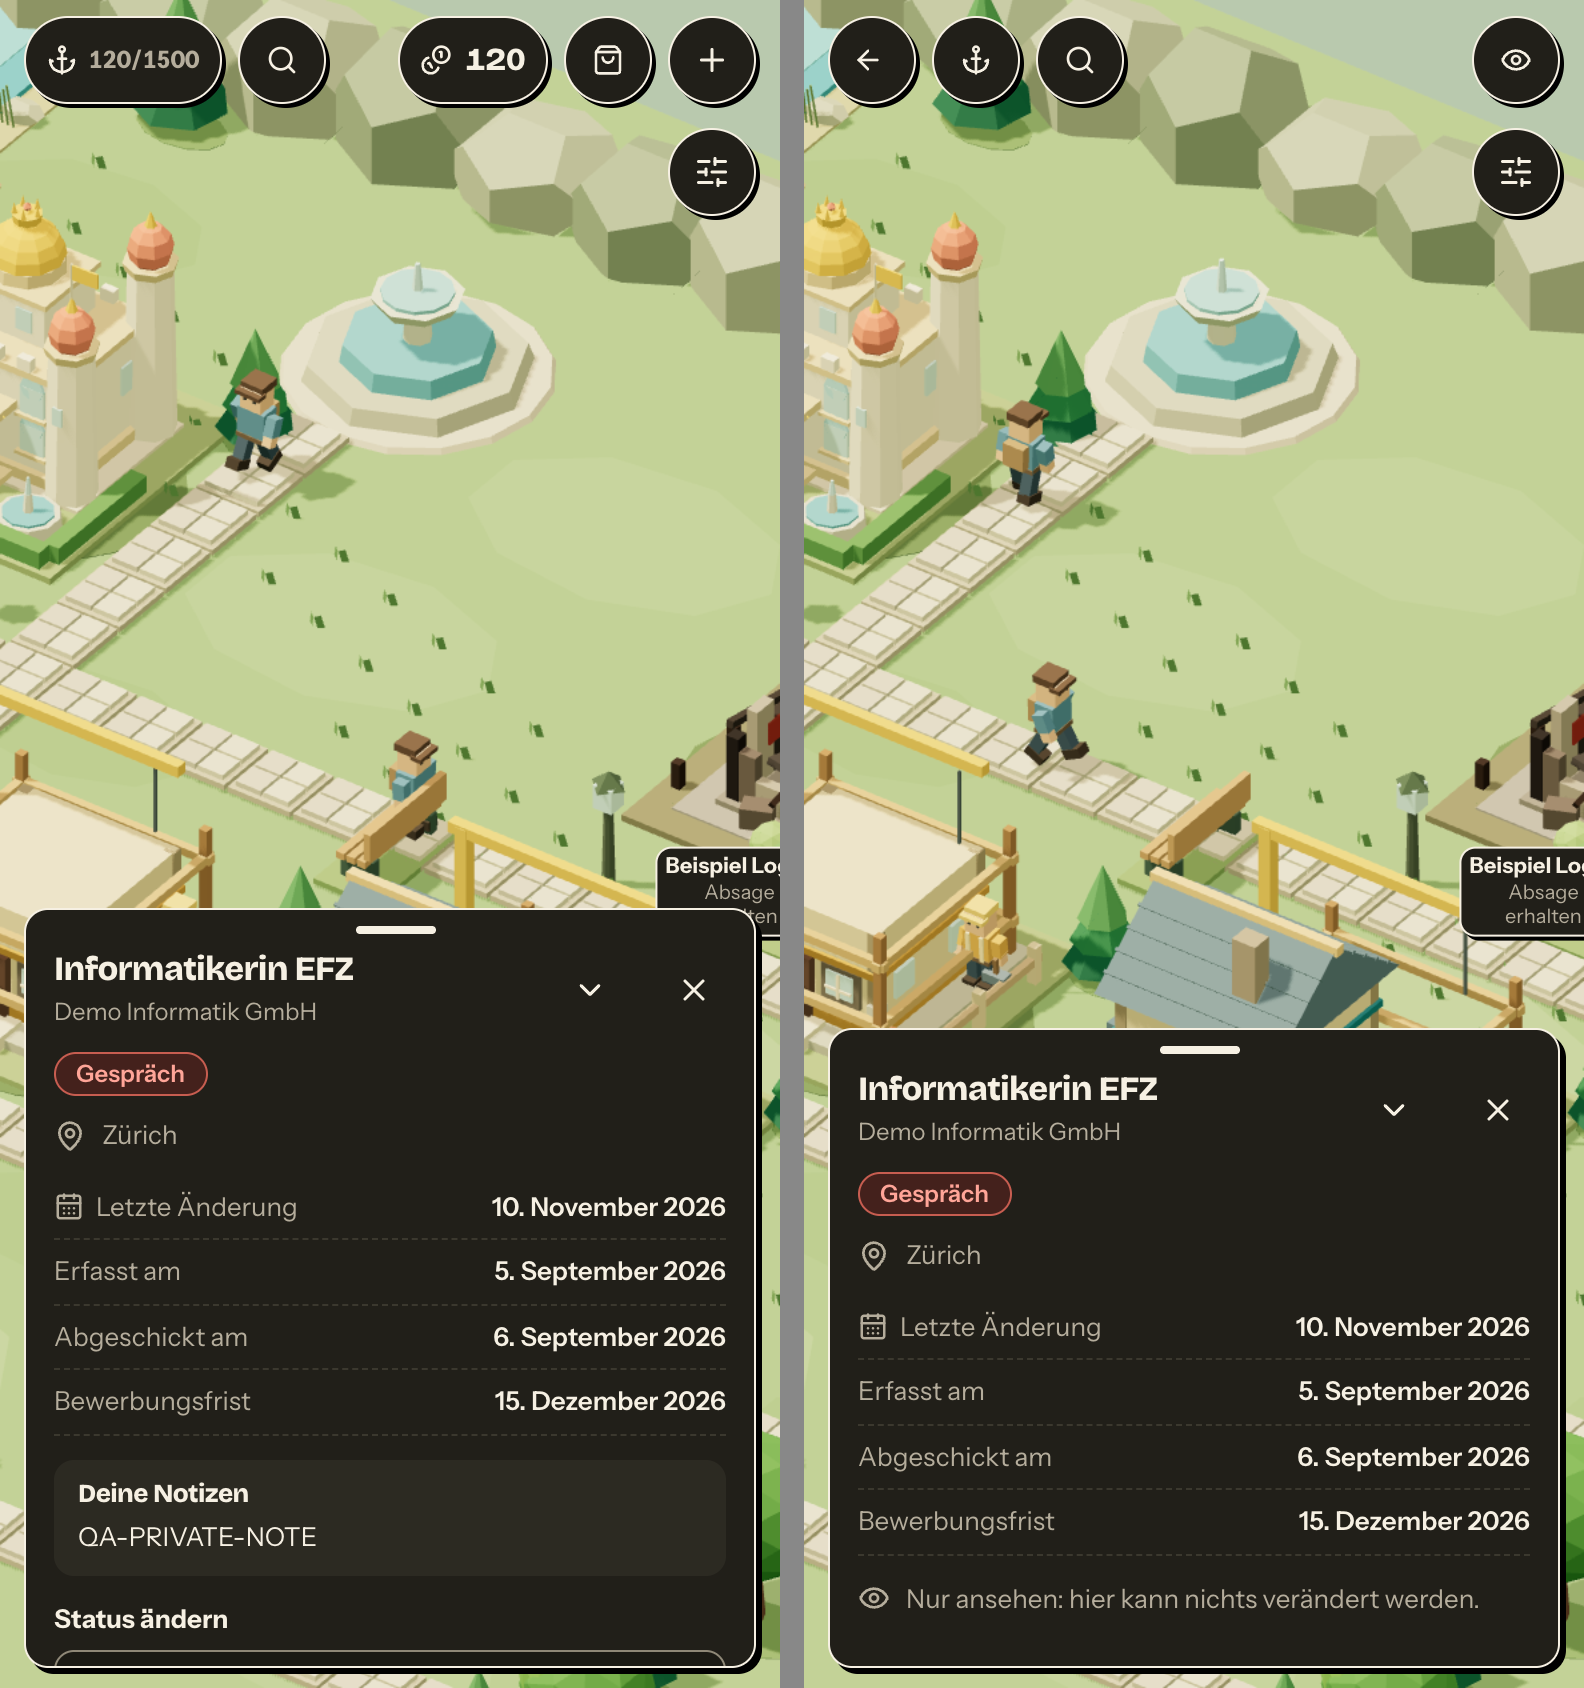 120/1500
120
Beispiel Lo
Absage
lten
Informatikerin EFZ
Demo Informatik GmbH
Gespräch
Zürich
Letzte Änderung 10. November 2026
Erfasst am 5. September 2026
Abgeschickt am 6. September 2026
Bewerbungsfrist 15. Dezember 2026
Deine Notizen
QA-PRIVATE-NOTE
Status ändern
Beispiel Lo
Absage
erhalten
Informatikerin EFZ
Demo Informatik GmbH
Gespräch
Zürich
Letzte Änderung 10. November 2026
Erfasst am 5. September 2026
Abgeschickt am 6. September 2026
Bewerbungsfrist 15. Dezember 2026
Nur ansehen: hier kann nichts verändert werden.